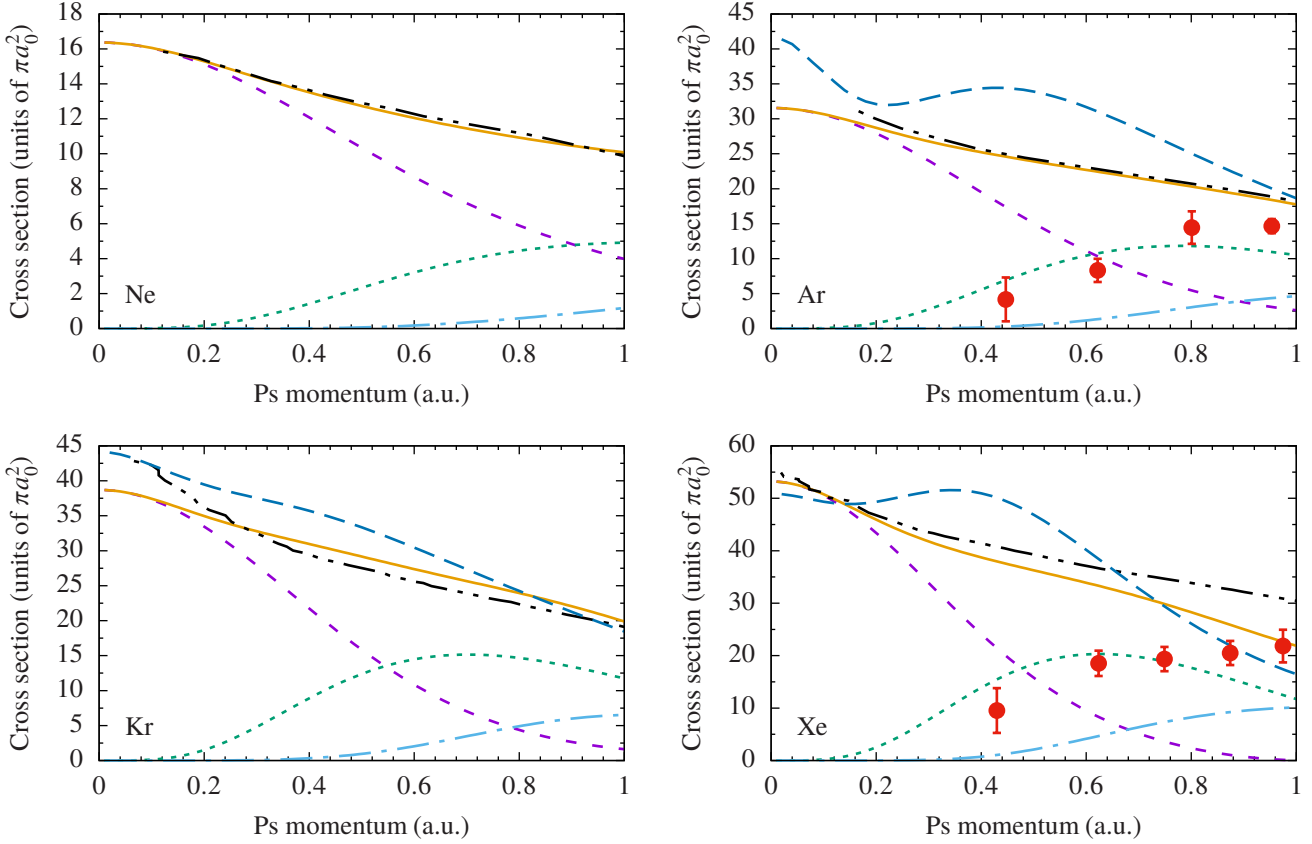 Cross section (units of πa₀²)
18
16
14
12
10
8
6
4
2
0
Ne
0 0.2 0.4 0.6 0.8 1
Ps momentum (a.u.)
Cross section (units of πa₀²)
45
40
35
30
25
20
15
10
5
0
Ar
0 0.2 0.4 0.6 0.8 1
Ps momentum (a.u.)
Cross section (units of πa₀²)
45
40
35
30
25
20
15
10
5
0
Kr
0 0.2 0.4 0.6 0.8 1
Ps momentum (a.u.)
Cross section (units of πa₀²)
60
50
40
30
20
10
0
Xe
0 0.2 0.4 0.6 0.8 1
Ps momentum (a.u.)